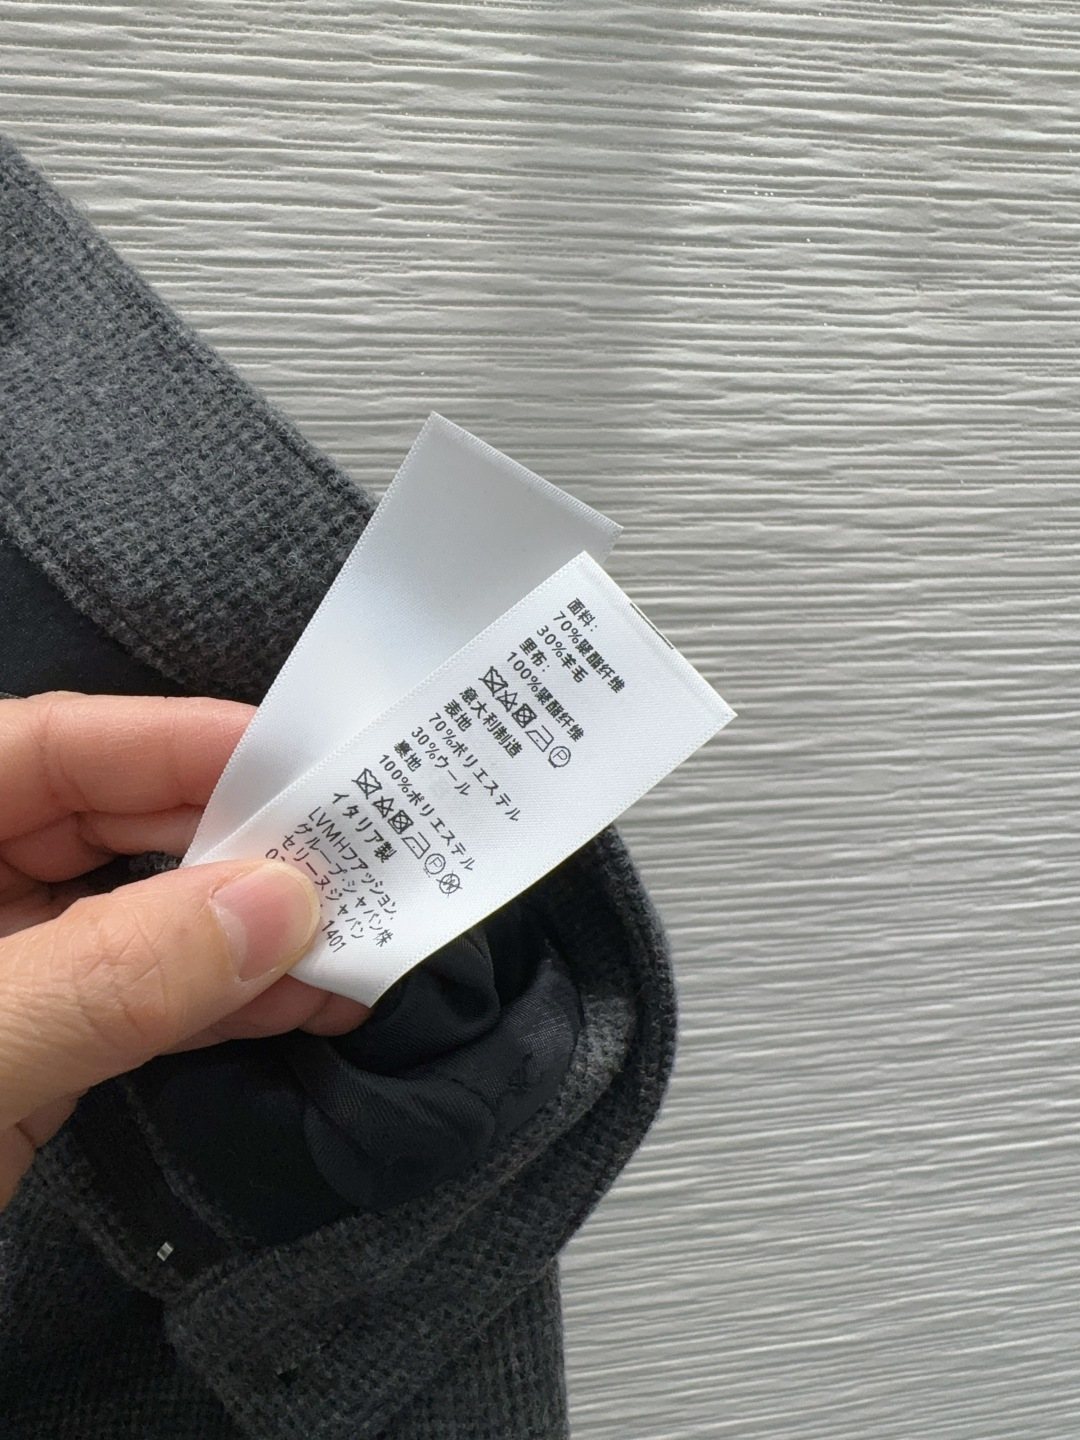 面料:
70%聚酯纤维
30%羊毛
里布:
100%聚酯纤维
意大利制造
表地
70%ポリエステル
30%ウール
裏地
100%ポリエステル
イタリア製
LVMHファッション.
グループ.ジャパン株
セリーヌジャパン
1401